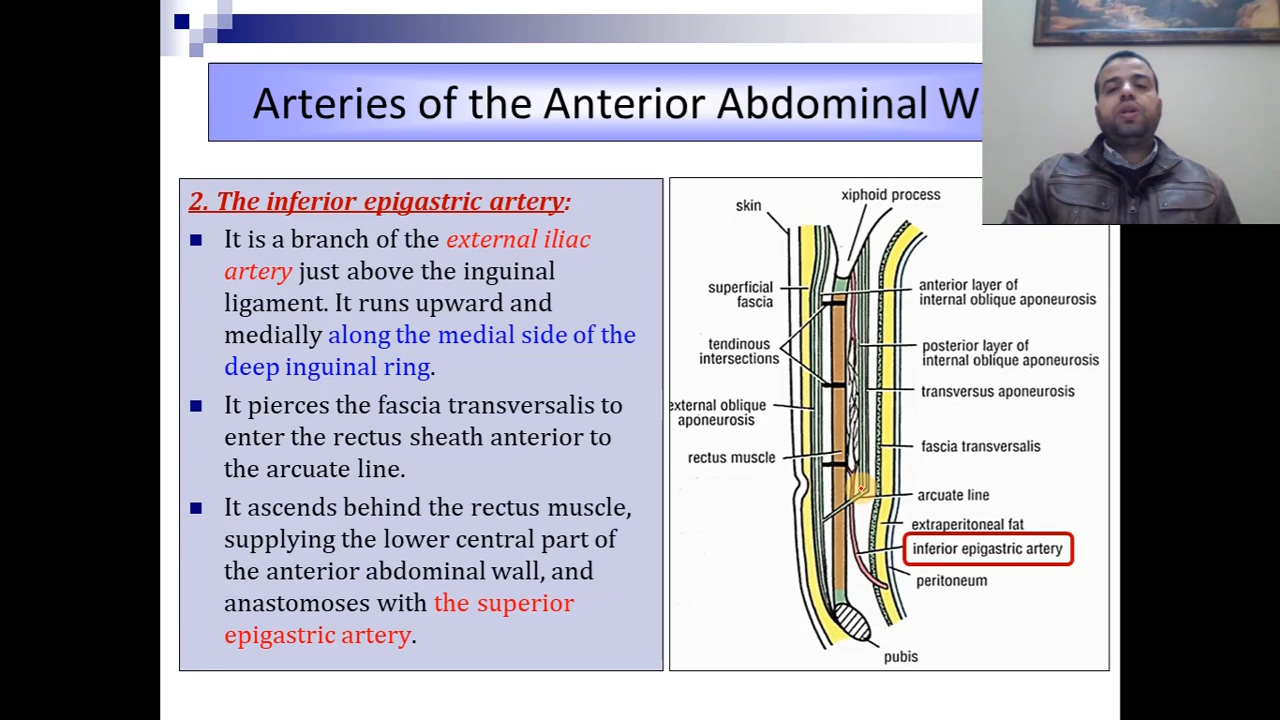 Arteries of the Anterior Abdominal
2. The inferior epigastric artery:
It is a branch of the external iliac
artery just above the inguinal
ligament. It runs upward and
medially along the medial side of the
deep inguinal ring.
It pierces the fascia transversalis to
enter the rectus sheath anterior to
the arcuate line.
It ascends behind the rectus muscle,
supplying the lower central part of
the anterior abdominal wall, and
anastomoses with the superior
epigastric artery.
xiphoid process
skin
superficial
fascia
anterior layer of
internal oblique aponeurosis
tendinous
intersections
posterior layer of
internal oblique aponeurosis
transversus aponeurosis
external oblique
aponeurosis
fascia transversalis
rectus muscle
arcuate line
extraperitoneal fat
inferior epigastric artery
peritoneum
pubis